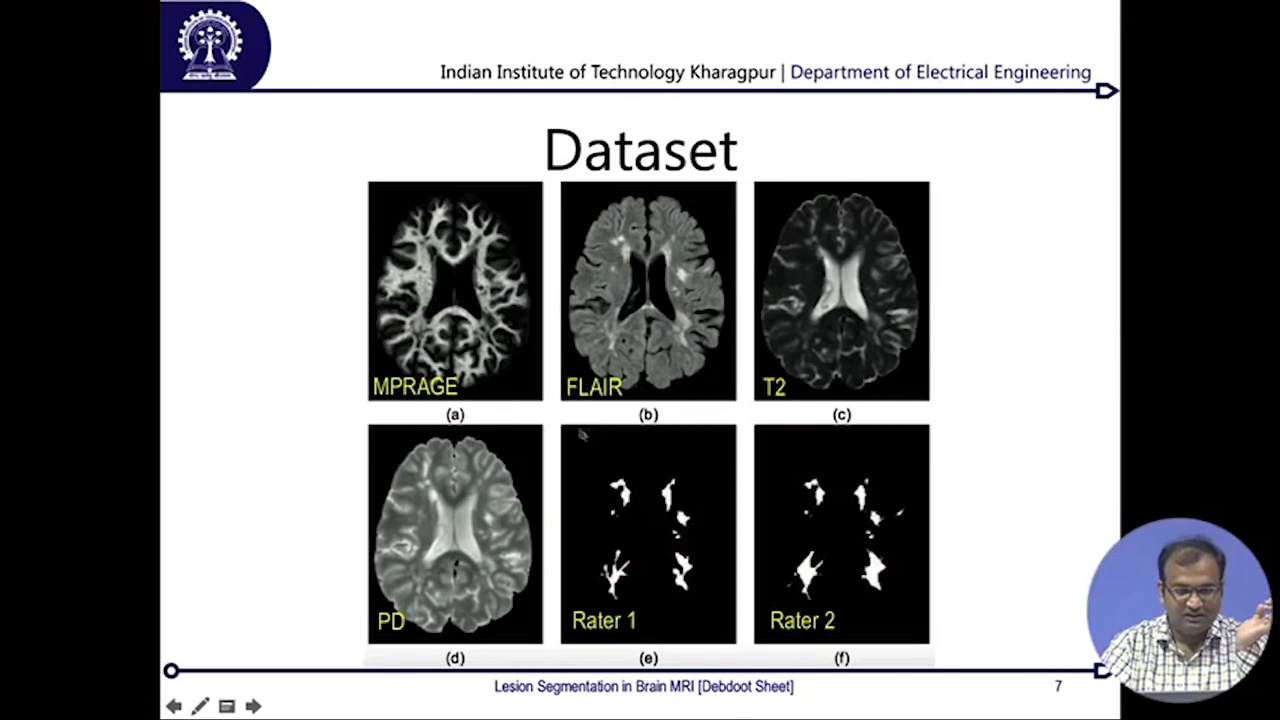 Indian Institute of Technology Kharagpur | Department of Electrical Engineering
Dataset
MPRAGE
FLAIR
T2
(a)
(b)
(c)
PD
Rater 1
Rater 2
(d)
(e)
(f)
Lesion Segmentation in Brain MRI [Debdoot Sheet]
7